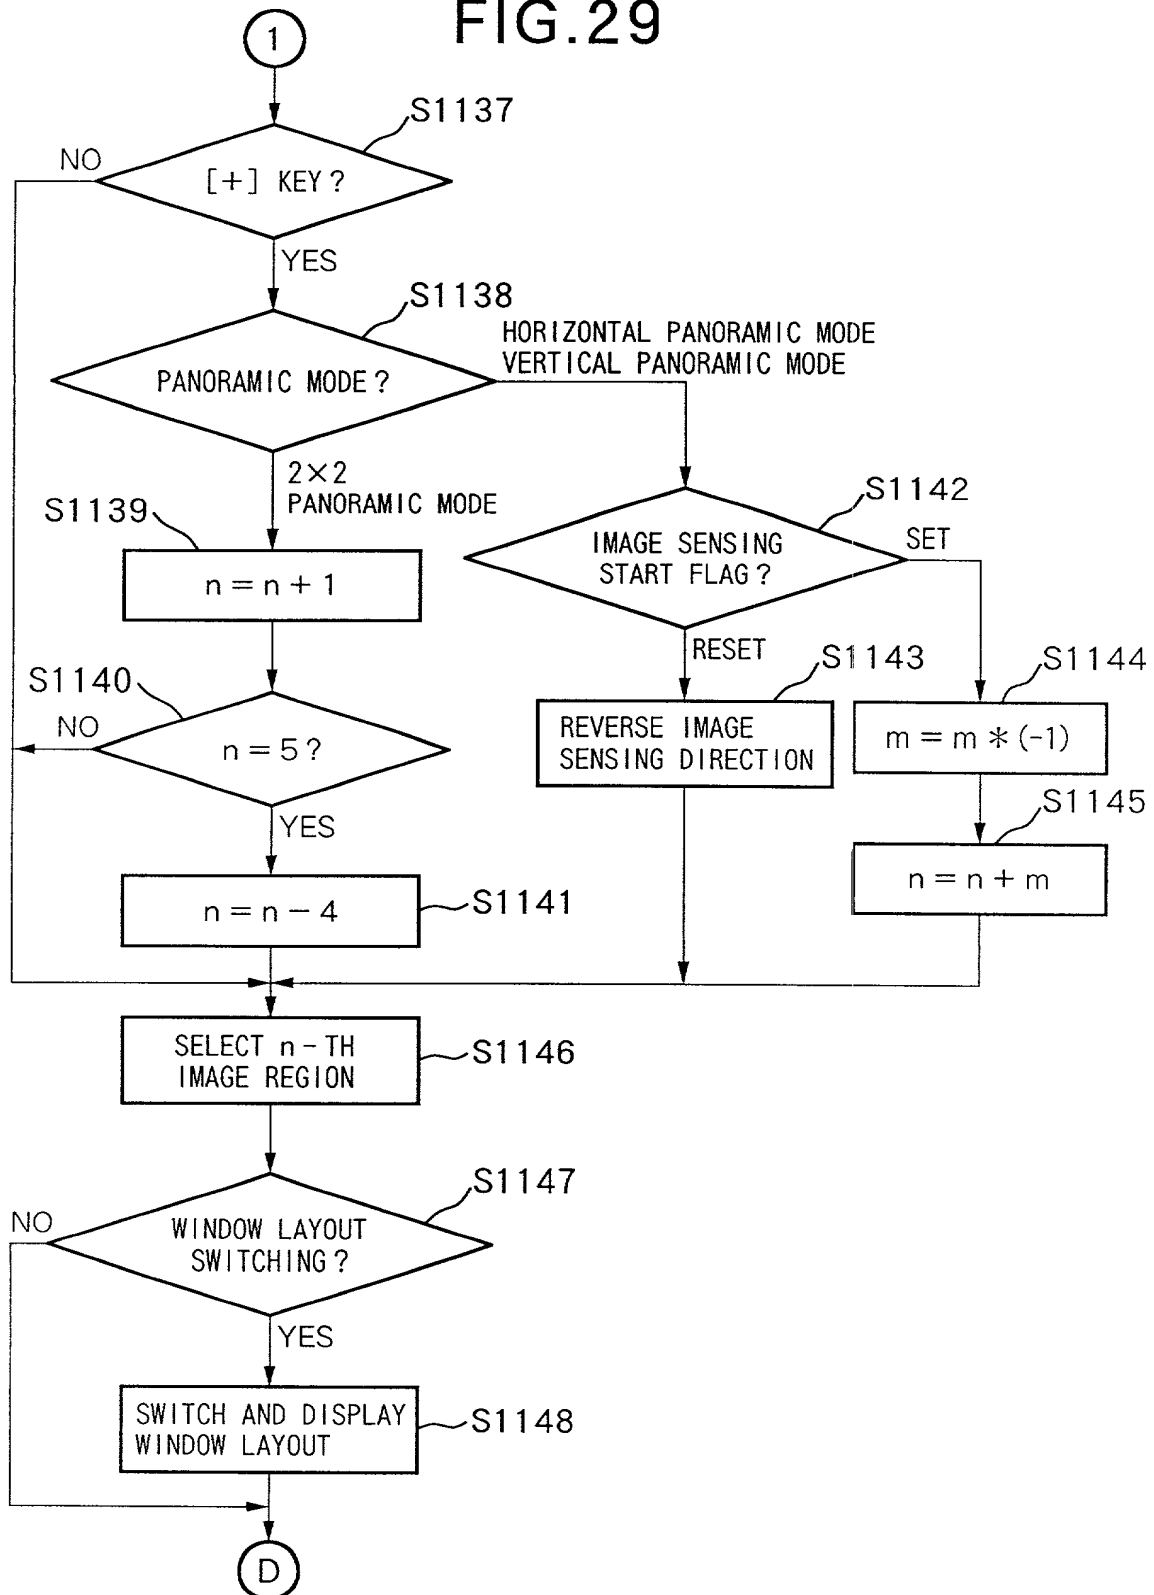 FIG.29
1
S1137
NO
[+] KEY?
YES
S1138
HORIZONTAL PANORAMIC MODE
VERTICAL PANORAMIC MODE
PANORAMIC MODE?
2×2
PANORAMIC MODE
S1139
n=n+1
S1142
IMAGE SENSING
START FLAG?
SET
RESET
S1140
NO
n=5?
YES
S1143
REVERSE IMAGE
SENSING DIRECTION
S1144
m=m*(-1)
S1145
n=n+m
n=n-4
S1141
SELECT n-TH
IMAGE REGION
S1146
S1147
NO
WINDOW LAYOUT
SWITCHING?
YES
SWITCH AND DISPLAY
WINDOW LAYOUT
S1148
D